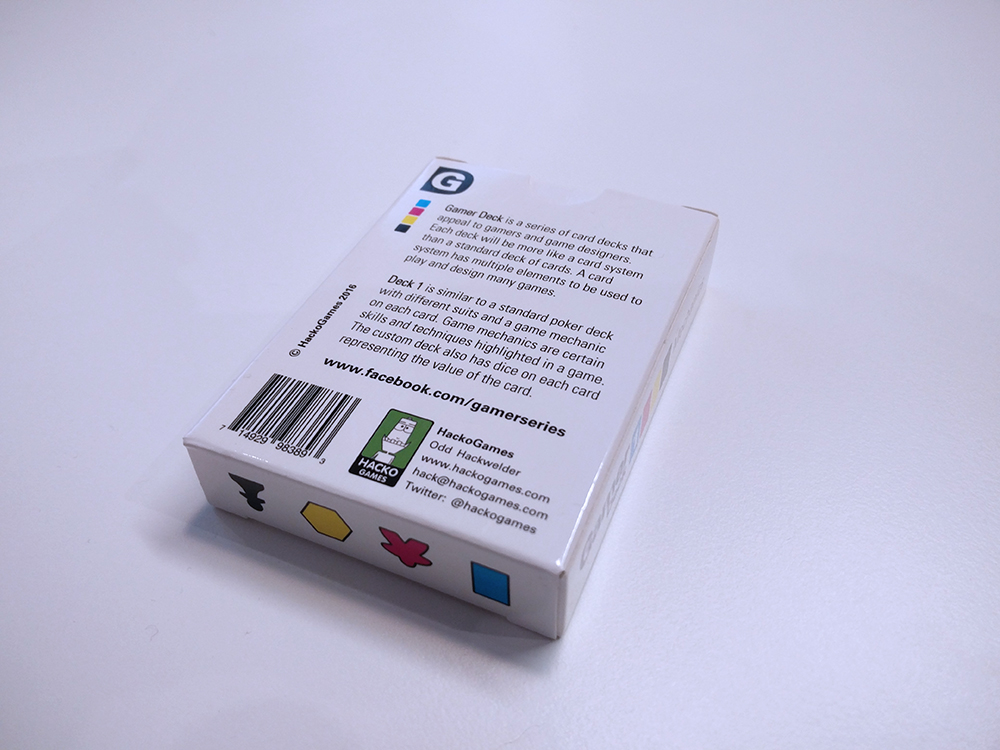 G
Gamer Deck is a series of card decks that
appeal to gamers and game designers.
Each deck will be more like a card system
than a standard deck of cards. A card
system has multiple elements to be used to
play and design many games.
Deck 1 is similar to a standard poker deck
with different suits and a game mechanic
on each card. Game mechanics are certain
skills and techniques highlighted in a game.
The custom deck also has dice on each card
representing the value of the card.
© HackoGames 2016
www.facebook.com/gamerseries
7 14929 98389 3
HACKO
GAMES
HackoGames
Odd Hackwelder
www.hackogames.com
hack@hackogames.com
Twitter: @hackogames